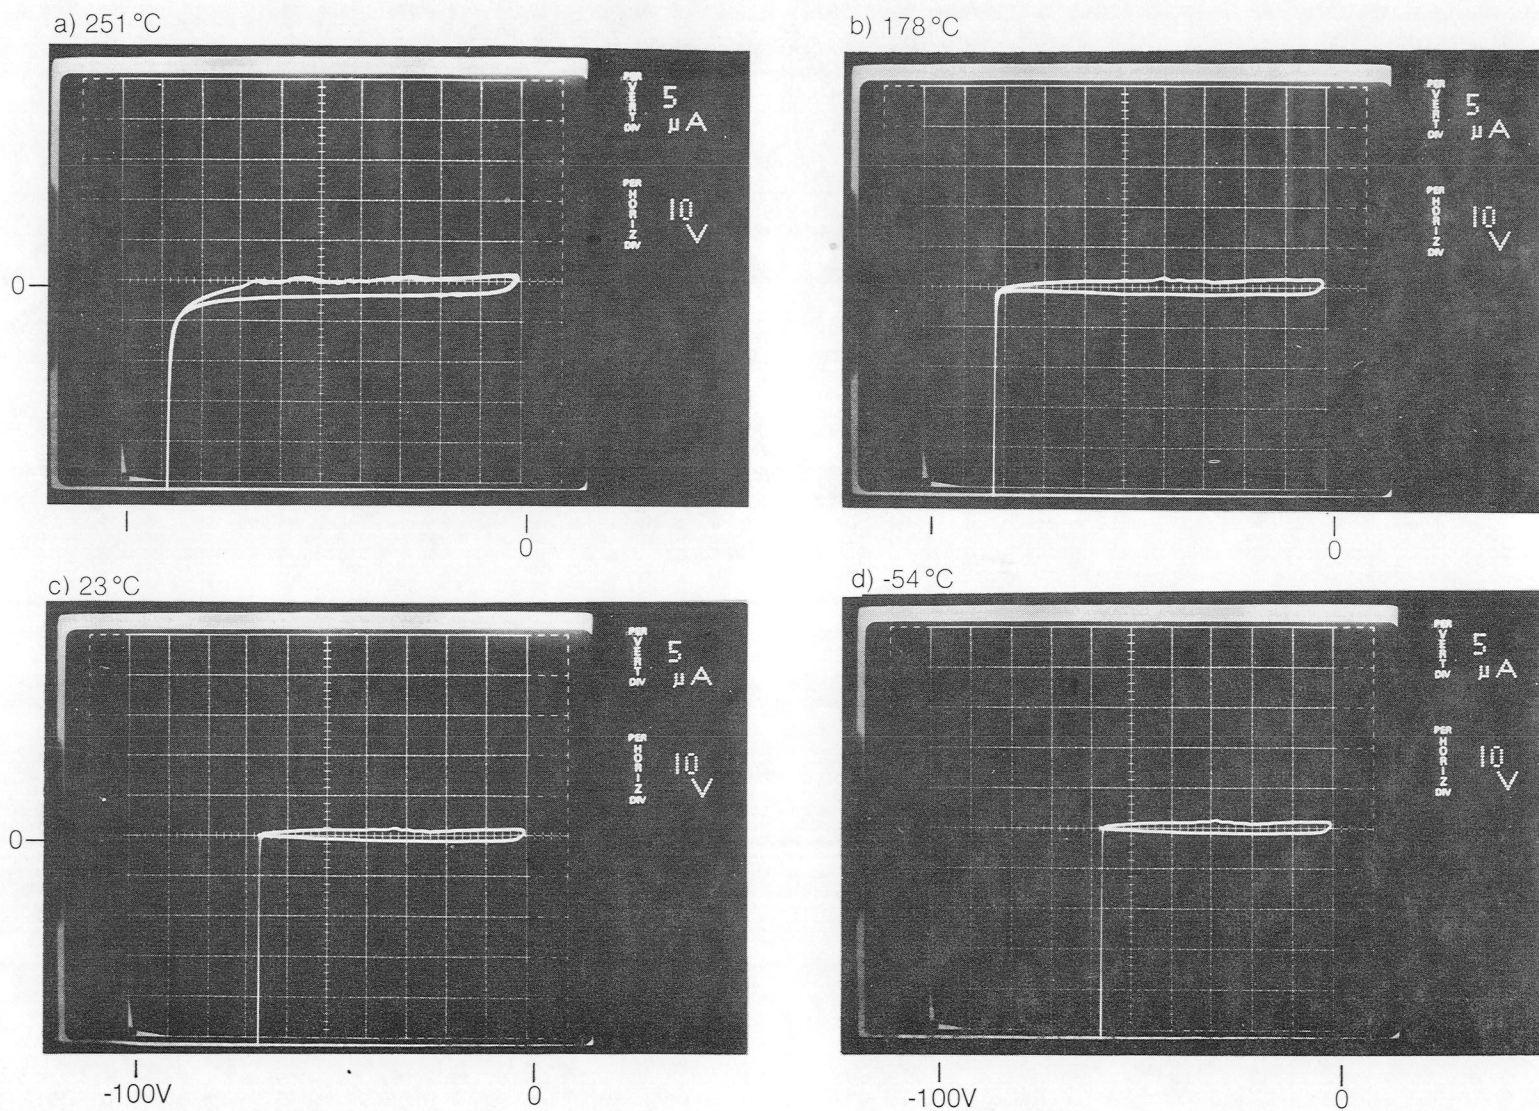 a) 251 °C
PER
VERT
DIV
5
µA
PER
HORIZ
DIV
10
V
0
0
b) 178 °C
PER
VERT
DIV
5
µA
PER
HORIZ
DIV
10
V
0
c) 23 °C
PER
VERT
DIV
5
µA
PER
HORIZ
DIV
10
V
0
-100V
0
d) -54 °C
PER
VERT
DIV
5
µA
PER
HORIZ
DIV
10
V
-100V
0